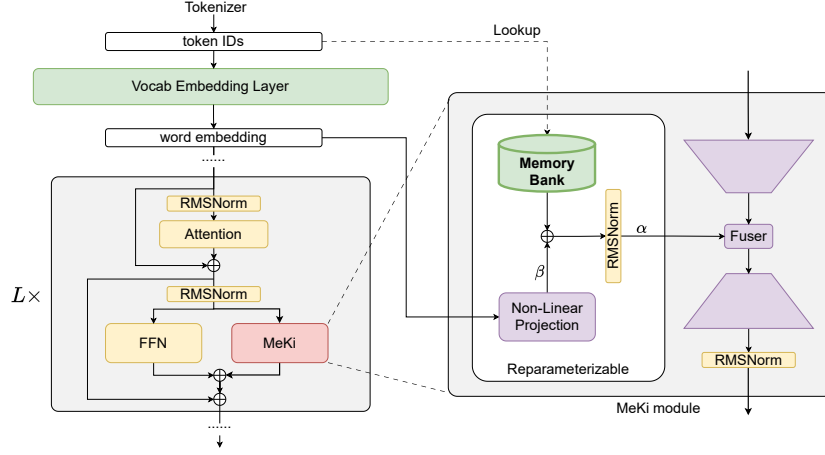 Tokenizer
token IDs
Lookup
Vocab Embedding Layer
word embedding
......
RMSNorm
Attention
RMSNorm
L×
FFN
MeKi
......
Memory
Bank
RMSNorm
α
β
Non-Linear
Projection
Reparameterizable
Fuser
RMSNorm
MeKi module